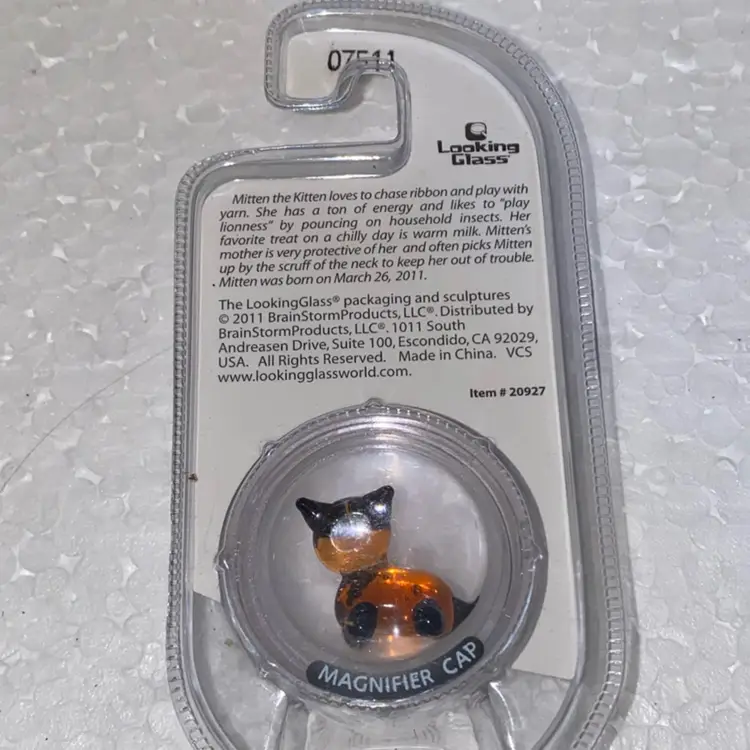 07511
Looking
Glass
Mitten the Kitten loves to chase ribbon and play with
yarn. She has a ton of energy and likes to "play
lionness" by pouncing on household insects. Her
favorite treat on a chilly day is warm milk. Mitten's
mother is very protective of her and often picks Mitten
up by the scruff of the neck to keep her out of trouble.
Mitten was born on March 26, 2011.
The LookingGlass® packaging and sculptures
© 2011 BrainStormProducts, LLC®. Distributed by
BrainStormProducts, LLC®. 1011 South
Andreasen Drive, Suite 100, Escondido, CA 92029,
USA. All Rights Reserved. Made in China. VCS
www.lookingglassworld.com.
Item # 20927
MAGNIFIER CAP